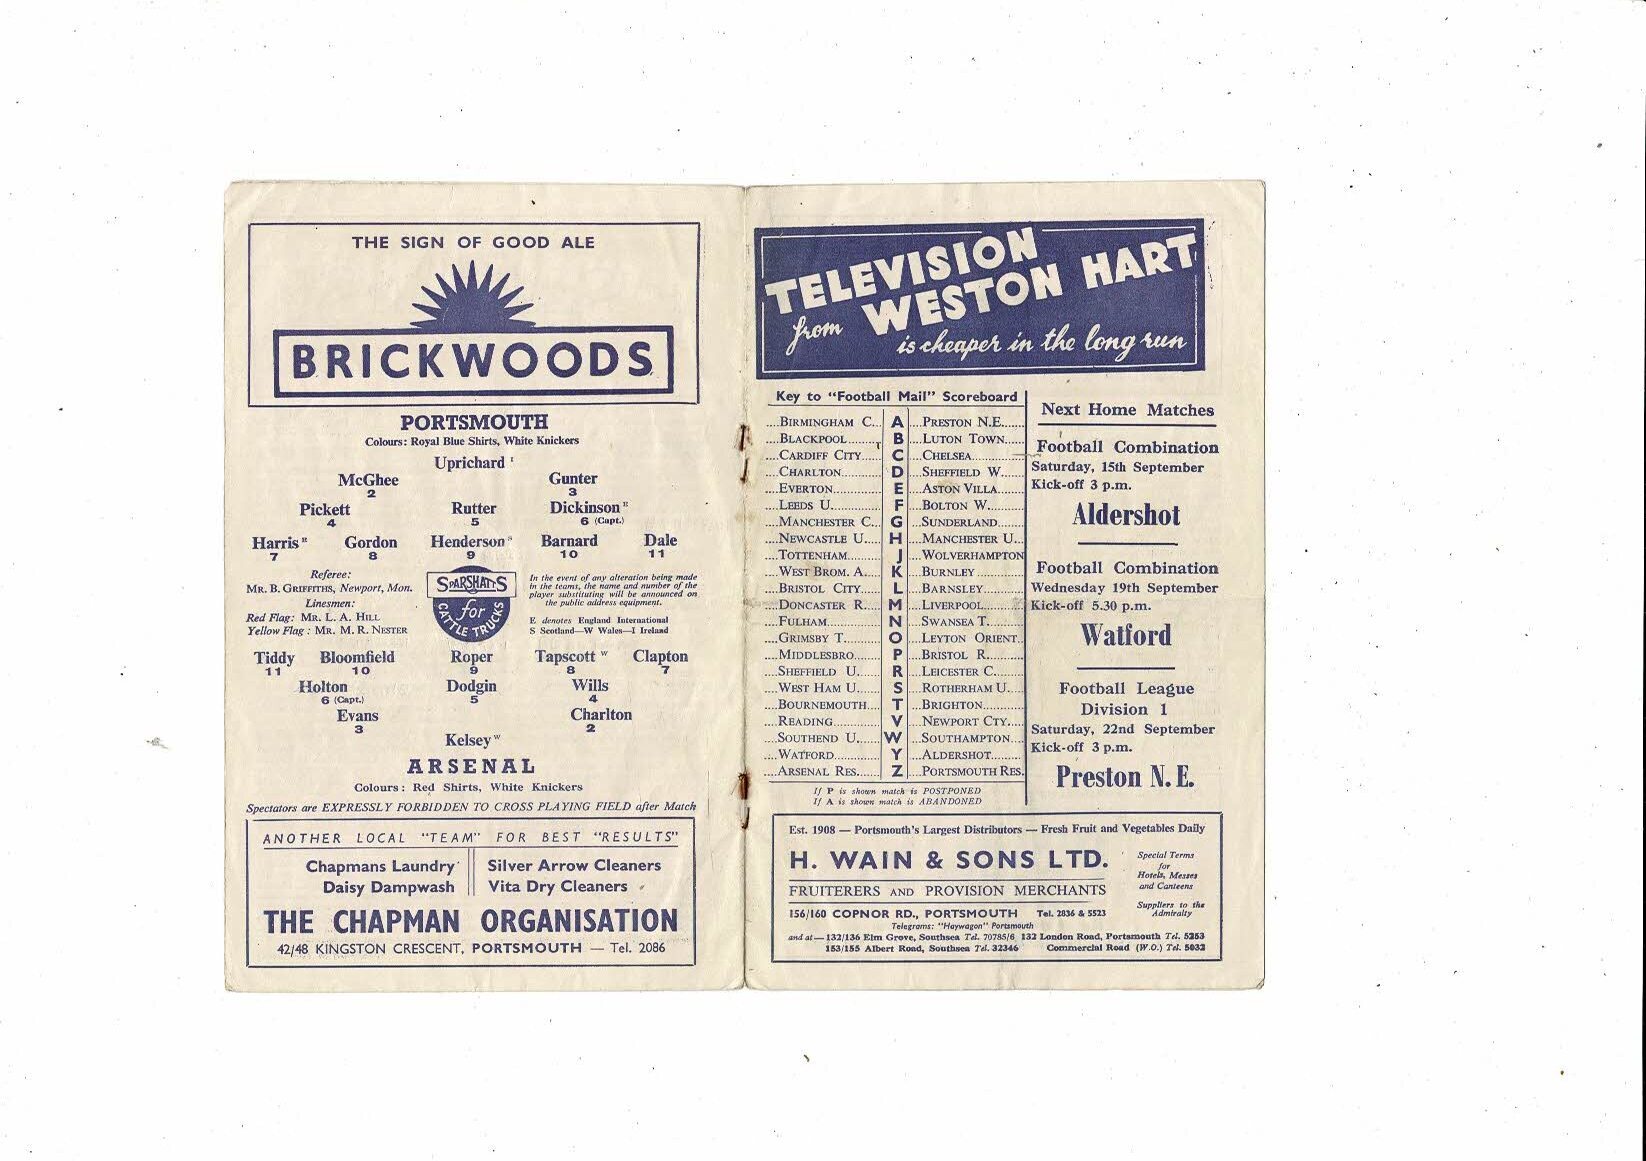 THE SIGN OF GOOD ALE
BRICKWOODS
PORTSMOUTH
Colours: Royal Blue Shirts, White Knickers
Uprichard I
McGhee Gunter
2 3
Pickett Rutter Dickinson E
4 5 6 (Capt.)
Harris E Gordon Henderson S Barnard Dale
7 8 9 10 11
Referee:
MR. B. GRIFFITHS, Newport, Mon.
Linesmen:
Red Flag: MR. L. A. HILL
Yellow Flag: MR. M. R. NESTER
SPARSHATTS
for
CATTLE TRUCKS
In the event of any alteration being made
in the teams, the name and number of the
player substituting will be announced on
the public address equipment.
E denotes England International
S Scotland—W Wales—I Ireland
Tiddy Bloomfield Roper Tapscott W Clapton
11 10 9 8 7
Holton Dodgin Wills
6 (Capt.) 5 4
Evans Charlton
3 2
Kelsey W
ARSENAL
Colours: Red Shirts, White Knickers
Spectators are EXPRESSLY FORBIDDEN TO CROSS PLAYING FIELD after Match
ANOTHER LOCAL "TEAM" FOR BEST "RESULTS"
Chapmans Laundry Silver Arrow Cleaners
Daisy Dampwash Vita Dry Cleaners
THE CHAPMAN ORGANISATION
42/48 KINGSTON CRESCENT, PORTSMOUTH — Tel. 2086
TELEVISION
from WESTON HART
is cheaper in the long run
Key to "Football Mail" Scoreboard
....BIRMINGHAM C... A ....PRESTON N.E......
....BLACKPOOL........ B ....LUTON TOWN.....
....CARDIFF CITY..... C ....CHELSEA............
....CHARLTON.......... D ....SHEFFIELD W.....
....EVERTON............. E ....ASTON VILLA......
....LEEDS U............. F ....BOLTON W.........
....MANCHESTER C... G ....SUNDERLAND......
....NEWCASTLE U..... H ....MANCHESTER U...
....TOTTENHAM......... J ....WOLVERHAMPTON
....WEST BROM. A..... K ....BURNLEY...........
....BRISTOL CITY...... L ....BARNSLEY..........
....DONCASTER R..... M ....LIVERPOOL.........
....FULHAM.............. N ....SWANSEA T........
....GRIMSBY T.......... O ....LEYTON ORIENT..
....MIDDLESBRO........ P ....BRISTOL R..........
....SHEFFIELD U....... R ....LEICESTER C.......
....WEST HAM U....... S ....ROTHERHAM U....
....BOURNEMOUTH.... T ....BRIGHTON..........
....READING............. V ....NEWPORT CTY....
....SOUTHEND U....... W ....SOUTHAMPTON....
....WATFORD............ Y ....ALDERSHOT........
....ARSENAL RES...... Z ....PORTSMOUTH RES.
If P is shown match is POSTPONED
If A is shown match is ABANDONED
Next Home Matches
Football Combination
Saturday, 15th September
Kick-off 3 p.m.
Aldershot
Football Combination
Wednesday 19th September
Kick-off 5.30 p.m.
Watford
Football League
Division 1
Saturday, 22nd September
Kick-off 3 p.m.
Preston N.E.
Est. 1908 — Portsmouth's Largest Distributors — Fresh Fruit and Vegetables Daily
H. WAIN & SONS LTD.
FRUITERERS AND PROVISION MERCHANTS
Special Terms
for
Hotels, Messes
and Canteens
Suppliers to the
Admiralty
156/160 COPNOR RD., PORTSMOUTH Tel. 2836 & 5523
Telegrams: "Haywagon" Portsmouth
and at—132/136 Elm Grove, Southsea Tel. 70785/6 132 London Road, Portsmouth Tel. 5253
153/155 Albert Road, Southsea Tel. 32346 Commercial Road (W.O.) Tel. 5032